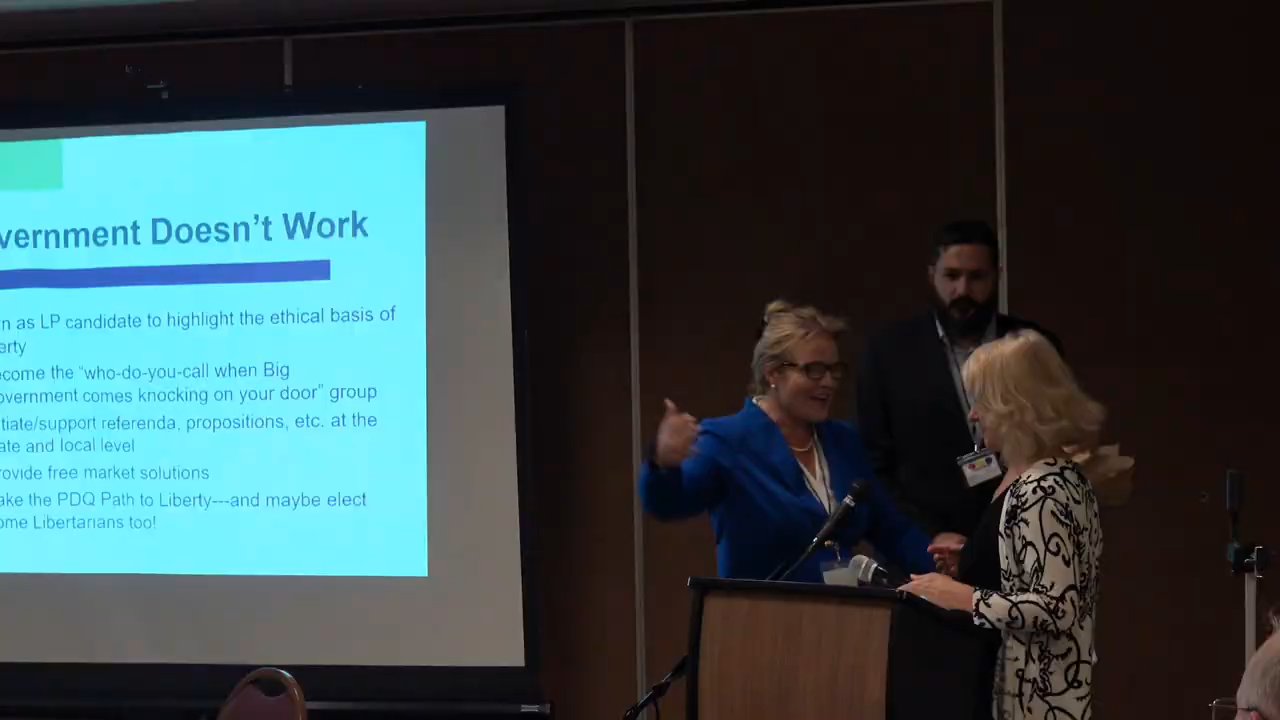 vernment Doesn't Work
n as LP candidate to highlight the ethical basis of
erty
ecome the "who-do-you-call when Big
overnment comes knocking on your door" group
itiate/support referenda, propositions, etc. at the
ate and local level
rovide free market solutions
ake the PDQ Path to Liberty---and maybe elect
ome Libertarians too!